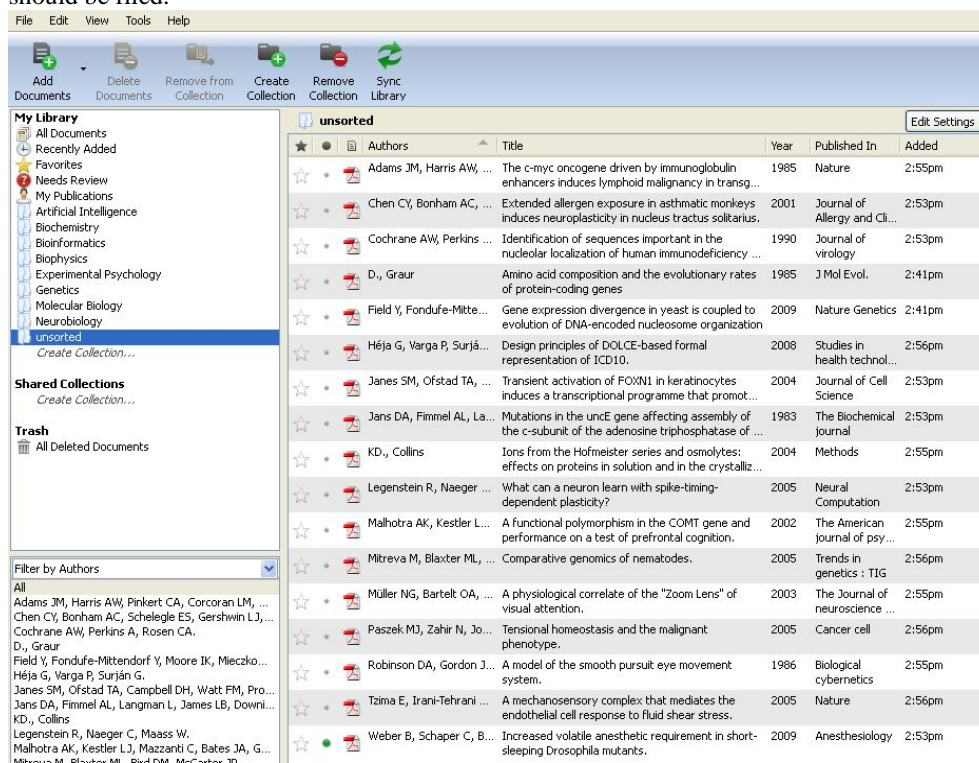 should be filed.
File Edit View Tools Help
Add Documents
Delete Documents
Remove from Collection
Create Collection
Remove Collection
Sync Library
My Library
All Documents
Recently Added
Favorites
Needs Review
My Publications
Artificial Intelligence
Biochemistry
Bioinformatics
Biophysics
Experimental Psychology
Genetics
Molecular Biology
Neurobiology
unsorted
Create Collection...
Shared Collections
Create Collection...
Trash
All Deleted Documents
Filter by Authors
All
Adams JM, Harris AW, Pinkert CA, Corcoran LM, ...
Chen CY, Bonham AC, Schelegle ES, Gershwin LJ,...
Cochrane AW, Perkins A, Rosen CA.
D., Graur
Field Y, Fondufe-Mittendorf Y, Moore IK, Mieczko...
Héja G, Varga P, Surján G.
Janes SM, Ofstad TA, Campbell DH, Watt FM, Pro...
Jans DA, Fimmel AL, Langman L, James LB, Downi...
KD., Collins
Legenstein R, Naeger C, Maass W.
Malhotra AK, Kestler LJ, Mazzanti C, Bates JA, G...
Mitreva M, Blaxter ML, Bird DM, McCarter JP
unsorted
Edit Settings
Authors Title Year Published In Added
Adams JM, Harris AW, ... The c-myc oncogene driven by immunoglobulin 1985 Nature 2:55pm
enhancers induces lymphoid malignancy in transg...
Chen CY, Bonham AC, ... Extended allergen exposure in asthmatic monkeys 2001 Journal of 2:53pm
induces neuroplasticity in nucleus tractus solitarius. Allergy and Cli...
Cochrane AW, Perkins ... Identification of sequences important in the 1990 Journal of 2:53pm
nucleolar localization of human immunodeficiency ... virology
D., Graur Amino acid composition and the evolutionary rates 1985 J Mol Evol. 2:41pm
of protein-coding genes
Field Y, Fondufe-Mitte... Gene expression divergence in yeast is coupled to 2009 Nature Genetics 2:41pm
evolution of DNA-encoded nucleosome organization
Héja G, Varga P, Surjá... Design principles of DOLCE-based formal 2008 Studies in 2:56pm
representation of ICD10. health technol...
Janes SM, Ofstad TA, ... Transient activation of FOXN1 in keratinocytes 2004 Journal of Cell 2:53pm
induces a transcriptional programme that promot... Science
Jans DA, Fimmel AL, La... Mutations in the uncE gene affecting assembly of 1983 The Biochemical 2:53pm
the c-subunit of the adenosine triphosphatase of ... journal
KD., Collins Ions from the Hofmeister series and osmolytes: 2004 Methods 2:55pm
effects on proteins in solution and in the crystalliz...
Legenstein R, Naeger ... What can a neuron learn with spike-timing- 2005 Neural 2:53pm
dependent plasticity? Computation
Malhotra AK, Kestler L... A functional polymorphism in the COMT gene and 2002 The American 2:55pm
performance on a test of prefrontal cognition. journal of psy...
Mitreva M, Blaxter ML, ... Comparative genomics of nematodes. 2005 Trends in 2:56pm
genetics : TIG
Müller NG, Bartelt OA, ... A physiological correlate of the "Zoom Lens" of 2003 The Journal of 2:55pm
visual attention. neuroscience ...
Paszek MJ, Zahir N, Jo... Tensional homeostasis and the malignant 2005 Cancer cell 2:56pm
phenotype.
Robinson DA, Gordon J... A model of the smooth pursuit eye movement 1986 Biological 2:55pm
system. cybernetics
Tzima E, Irani-Tehrani ... A mechanosensory complex that mediates the 2005 Nature 2:56pm
endothelial cell response to fluid shear stress.
Weber B, Schaper C, B... Increased volatile anesthetic requirement in short- 2009 Anesthesiology 2:53pm
sleeping Drosophila mutants.